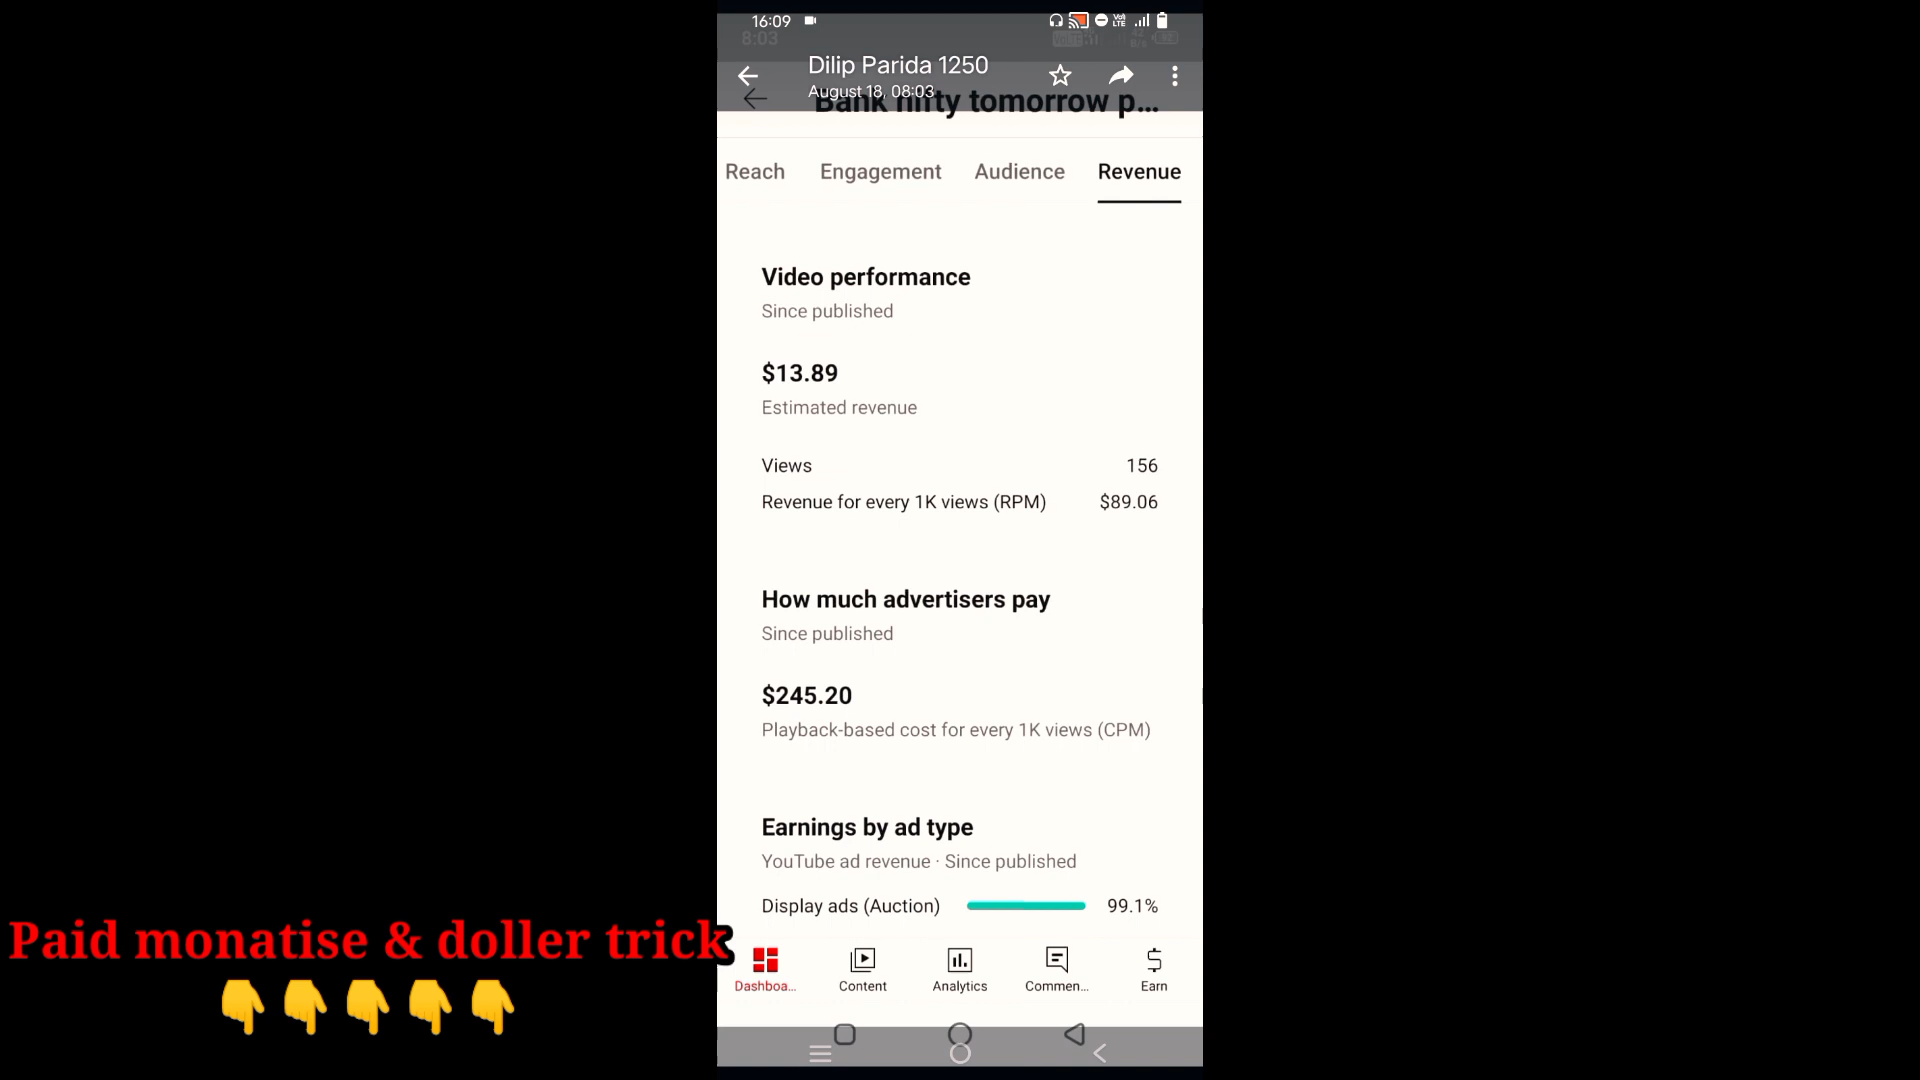 16:09
8:03
Dilip Parida 1250
August 18, 08:03
Bank nifty tomorrow p...
Reach Engagement Audience Revenue
Video performance
Since published
$13.89
Estimated revenue
Views 156
Revenue for every 1K views (RPM) $89.06
How much advertisers pay
Since published
$245.20
Playback-based cost for every 1K views (CPM)
Earnings by ad type
YouTube ad revenue · Since published
Display ads (Auction) 99.1%
Paid monatise & doller trick
👇👇👇👇👇
Dashboa... Content Analytics Commen... Earn